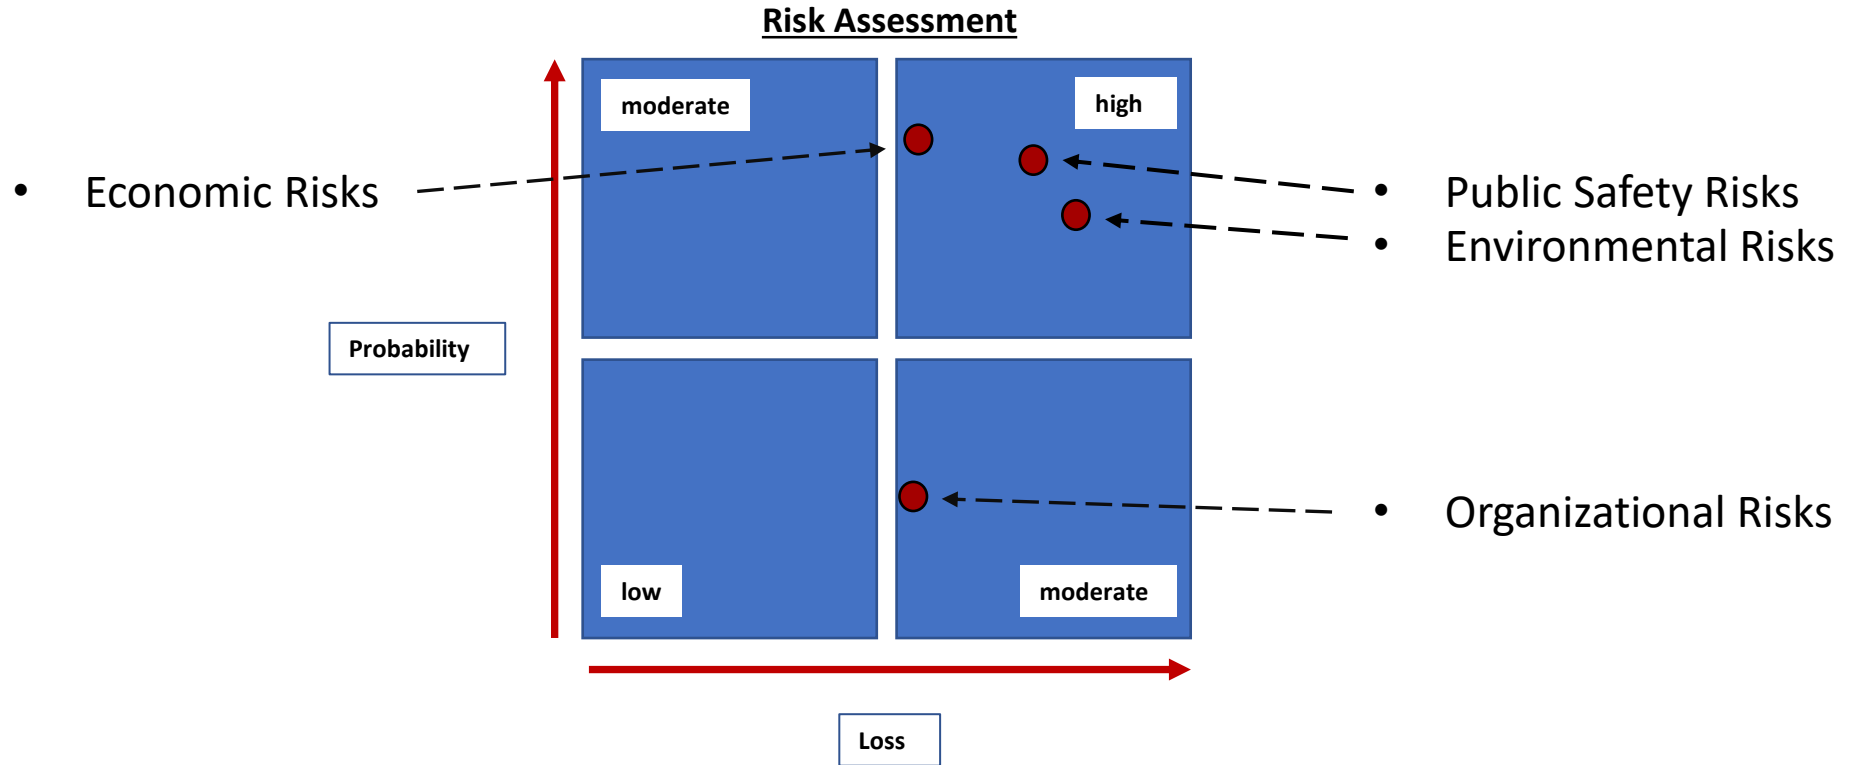 Risk Assessment
moderate
high
• Economic Risks
• Public Safety Risks
• Environmental Risks
Probability
• Organizational Risks
low
moderate
Loss